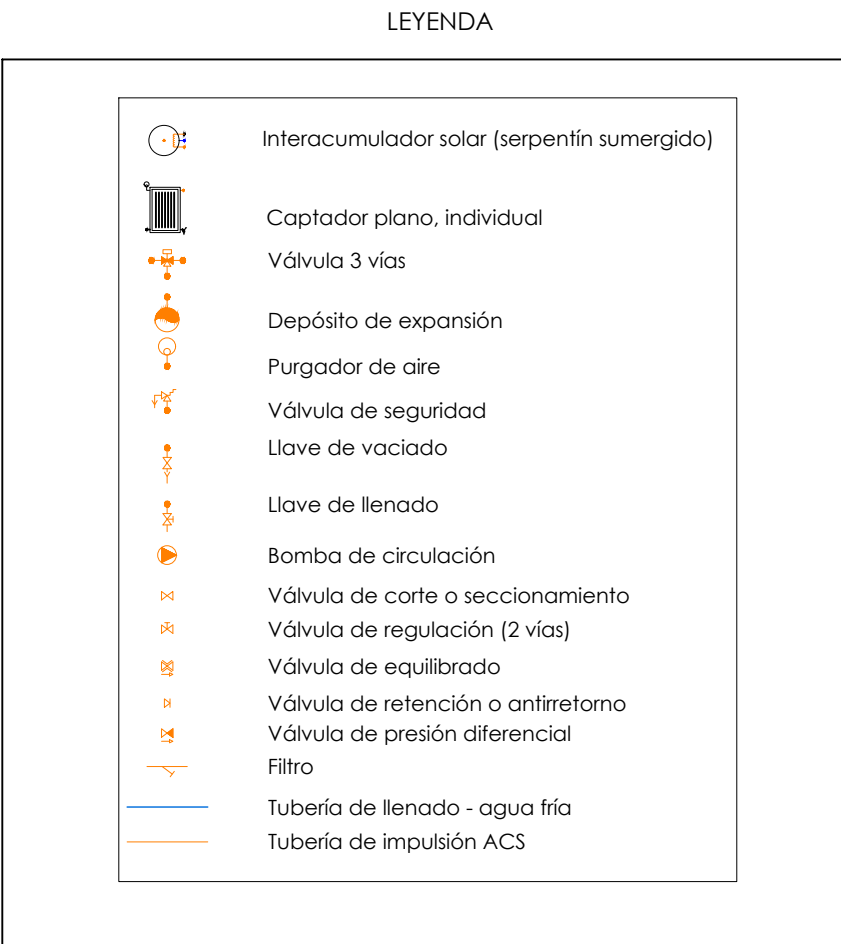 LEYENDA
Interacumulador solar (serpentín sumergido)
Captador plano, individual
Válvula 3 vías
Depósito de expansión
Purgador de aire
Válvula de seguridad
Llave de vaciado
Llave de llenado
Bomba de circulación
Válvula de corte o seccionamiento
Válvula de regulación (2 vías)
Válvula de equilibrado
Válvula de retención o antirretorno
Válvula de presión diferencial
Filtro
Tubería de llenado - agua fría
Tubería de impulsión ACS